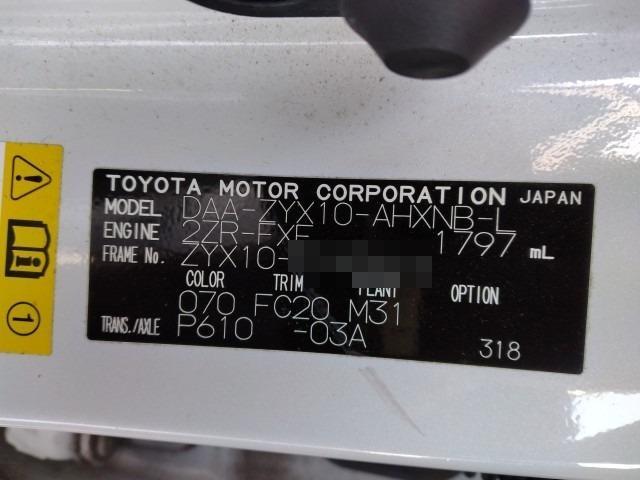 TOYOTA MOTOR CORPORATION JAPAN
MODEL DAA-ZYX10-AHXNB-L
ENGINE 2ZR-FXE 1797 mL
FRAME No. ZYX10-
COLOR TRIM PLANT OPTION
070 FC20 M31
TRANS./AXLE P610 -03A 318
! i 1